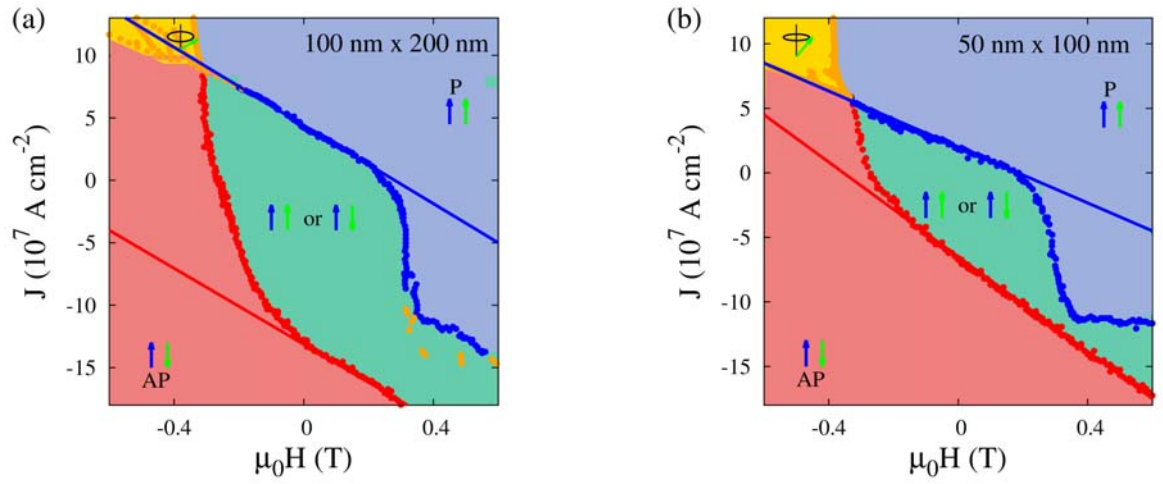 (a)
100 nm x 200 nm
P
or
AP
J (10⁷ A cm⁻²)
10
5
0
-5
-10
-15
-0.4
0
0.4
μ₀H (T)
(b)
50 nm x 100 nm
P
or
AP
J (10⁷ A cm⁻²)
10
5
0
-5
-10
-15
-0.4
0
0.4
μ₀H (T)